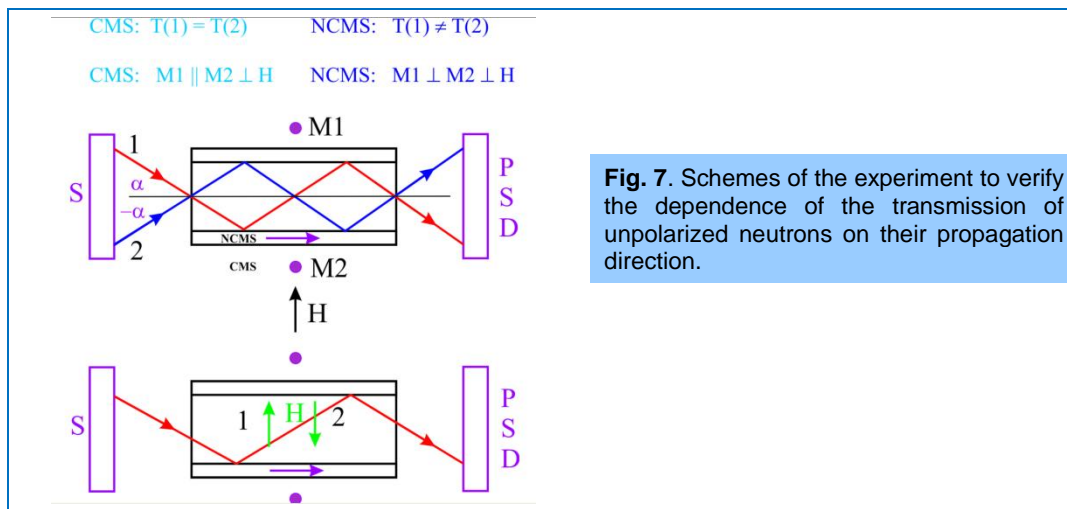 CMS: T(1) = T(2) NCMS: T(1) ≠ T(2)
CMS: M1 || M2 ⊥ H NCMS: M1 ⊥ M2 ⊥ H
M1
1
S
α
−α
2
NCMS
CMS
M2
P
S
D
H
S
1 H 2
P
S
D
Fig. 7. Schemes of the experiment to verify
the dependence of the transmission of
unpolarized neutrons on their propagation
direction.